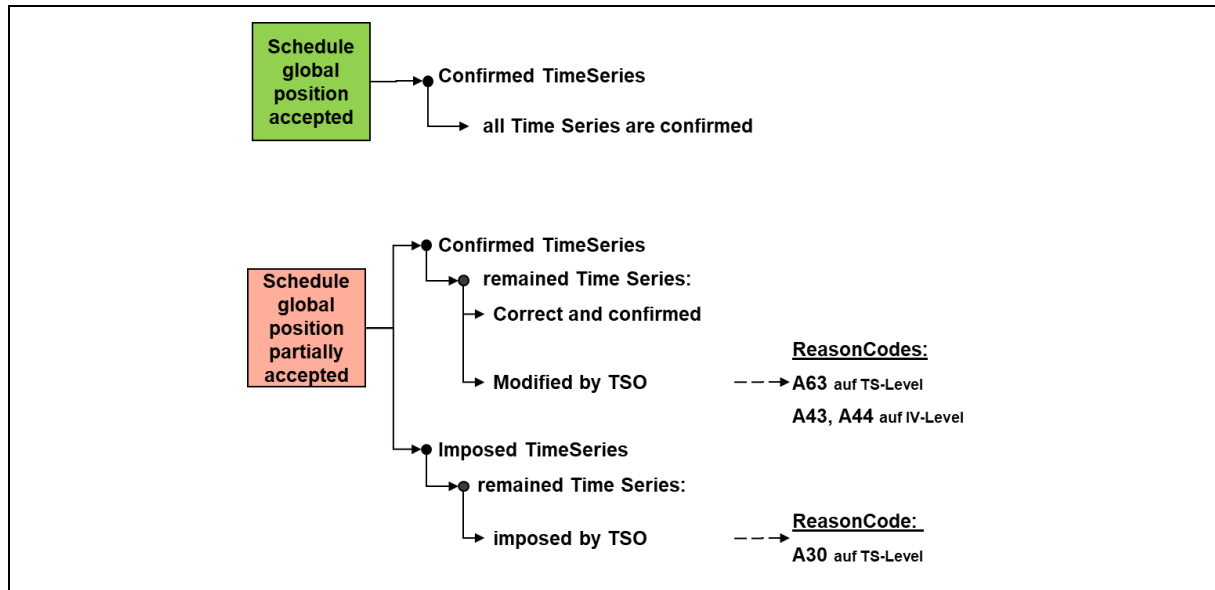 Schedule
global
position
accepted
Confirmed TimeSeries
all Time Series are confirmed
Schedule
global
position
partially
accepted
Confirmed TimeSeries
remained Time Series:
Correct and confirmed
Modified by TSO
ReasonCodes:
A63 auf TS-Level
A43, A44 auf IV-Level
Imposed TimeSeries
remained Time Series:
imposed by TSO
ReasonCode:
A30 auf TS-Level